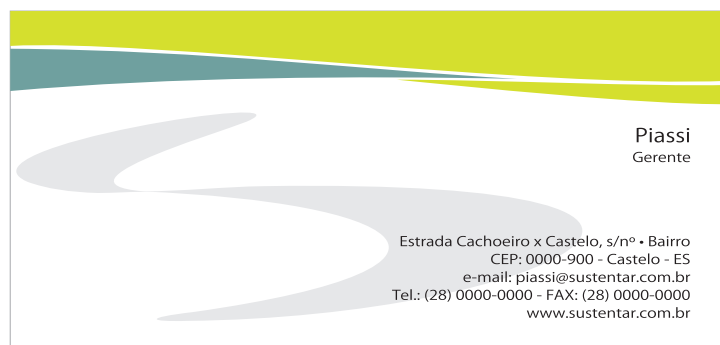 Piassi
Gerente
Estrada Cachoeiro x Castelo, s/nº • Bairro
CEP: 0000-900 - Castelo - ES
e-mail: piassi@sustentar.com.br
Tel.: (28) 0000-0000 - FAX: (28) 0000-0000
www.sustentar.com.br